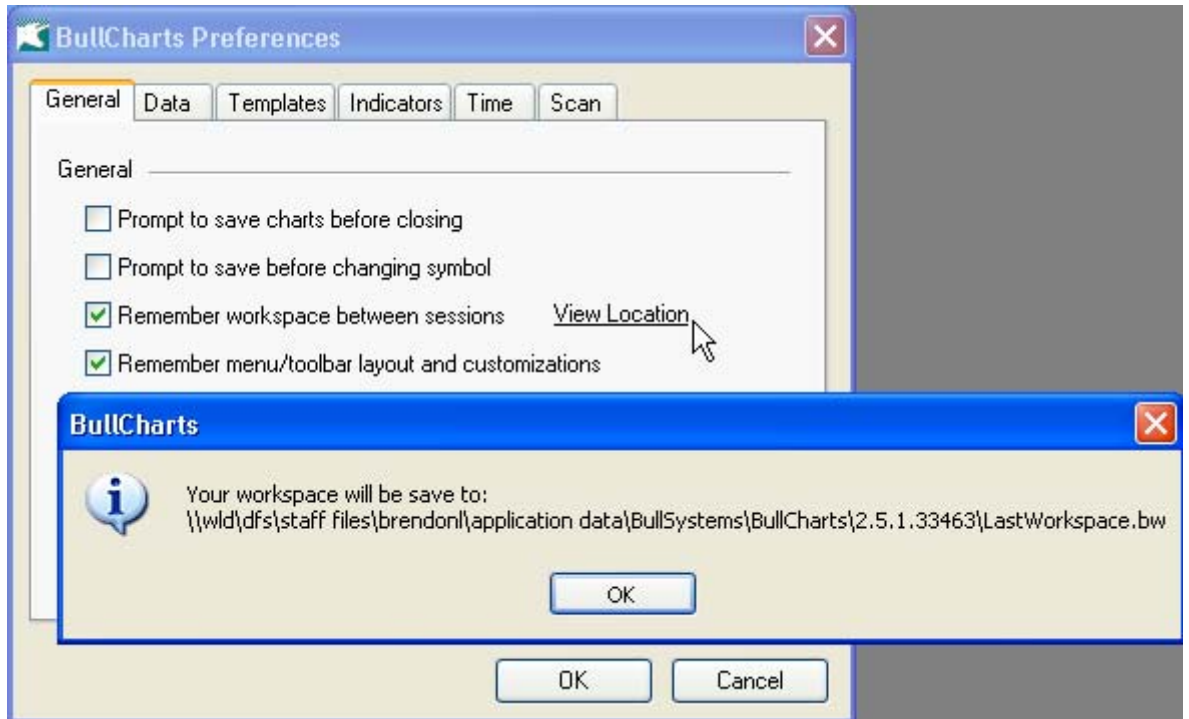 BullCharts Preferences
General Data Templates Indicators Time Scan
General
Prompt to save charts before closing
Prompt to save before changing symbol
Remember workspace between sessions View Location
Remember menu/toolbar layout and customizations
BullCharts
Your workspace will be save to:
\\wld\dfs\staff files\brendonl\application data\BullSystems\BullCharts\2.5.1.33463\LastWorkspace.bw
OK
OK Cancel